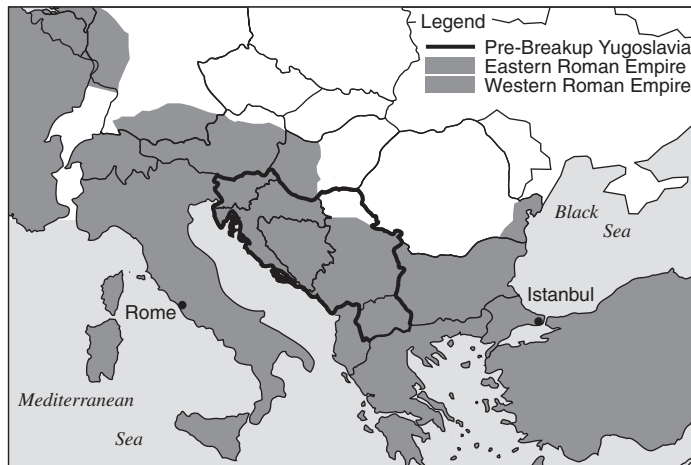 Legend
Pre-Breakup Yugoslavia
Eastern Roman Empire
Western Roman Empire
Black
Sea
Istanbul
Rome
Mediterranean
Sea